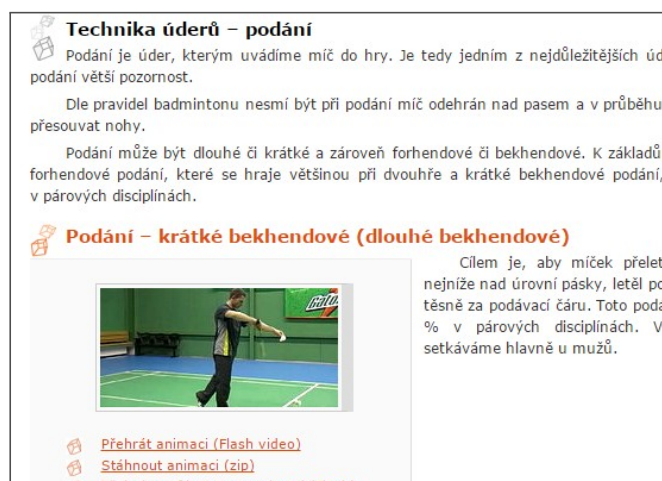 Technika úderů – podání
Podání je úder, kterým uvádíme míč do hry. Je tedy jedním z nejdůležitějších úd
podání větší pozornost.
Dle pravidel badmintonu nesmí být při podání míč odehrán nad pasem a v průběhu
přesouvat nohy.
Podání může být dlouhé či krátké a zároveň forhendové či bekhendové. K základů
forhendové podání, které se hraje většinou při dvouhře a krátké bekhendové podání,
v párových disciplínách.
Podání – krátké bekhendové (dlouhé bekhendové)
Cílem je, aby míček přelet
nejníže nad úrovní pásky, letěl po
těsně za podávací čáru. Toto poda
% v párových disciplínách. V
setkáváme hlavně u mužů.
Přehrát animaci (Flash video)
Stáhnout animaci (zip)